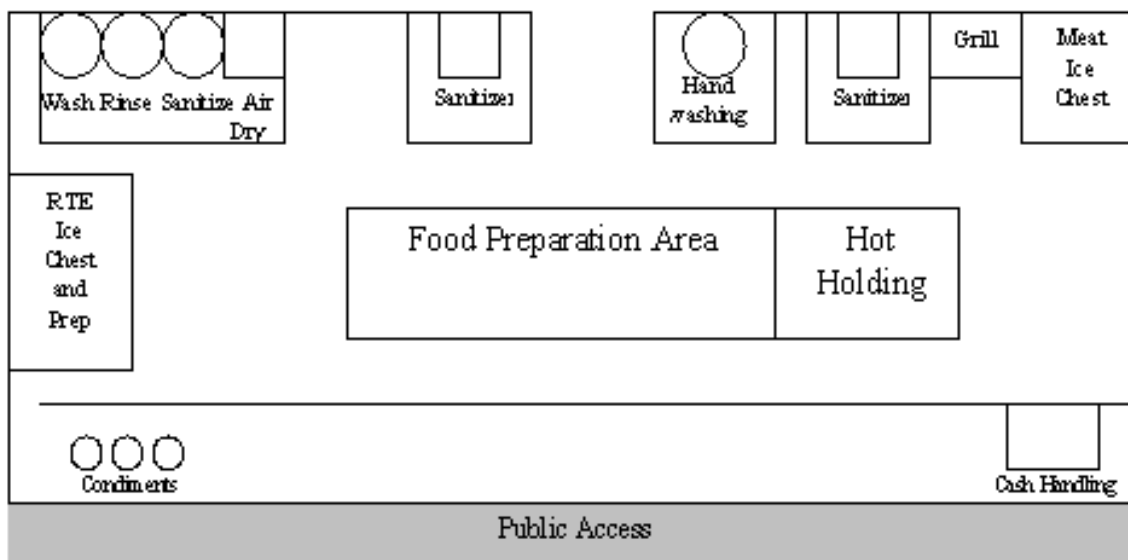 Wash Rinse Sanitize Air
Dry
Sanitizer
Hand
washing
Sanitizer
Grill
Meat
Ice
Chest
RTE
Ice
Chest
and
Prep
Food Preparation Area
Hot
Holding
Condiments
Cash Handling
Public Access